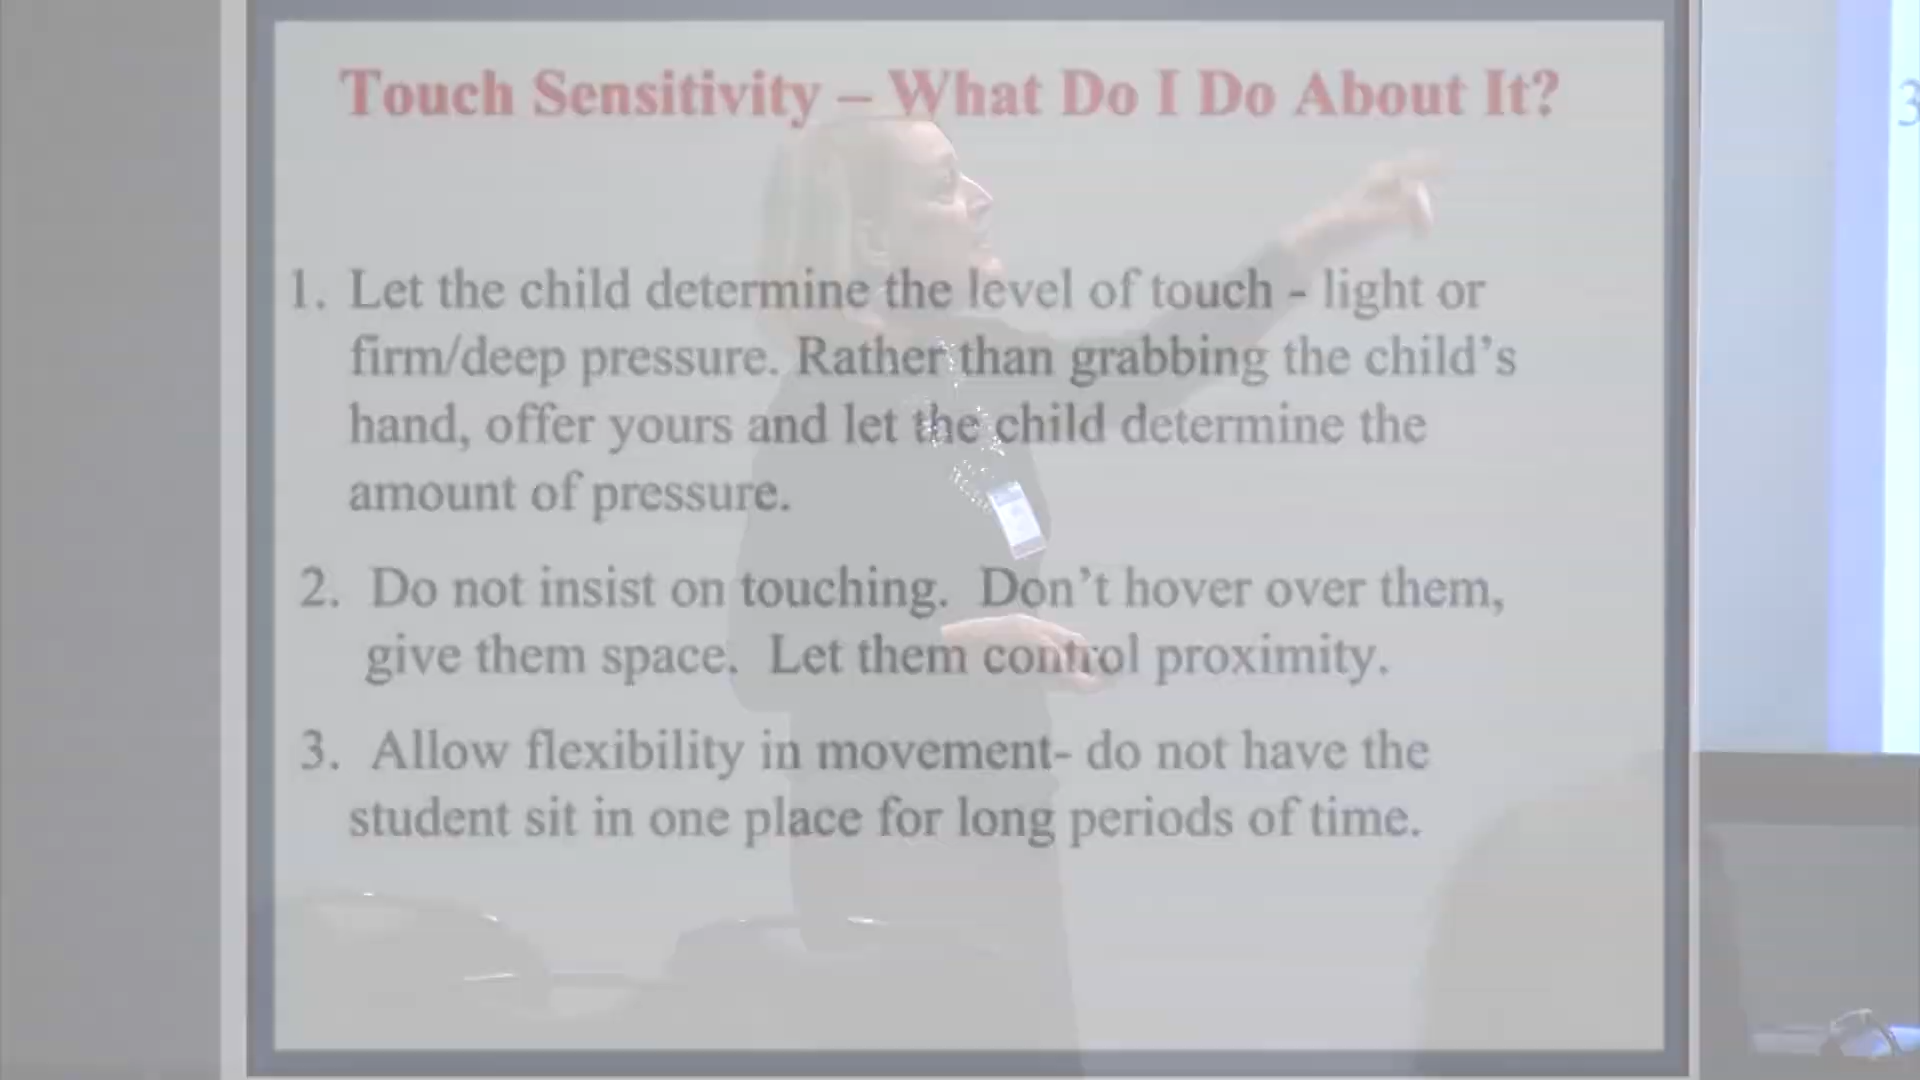 Touch Sensitivity – What Do I Do About It?
1. Let the child determine the level of touch - light or
firm/deep pressure. Rather than grabbing the child’s
hand, offer yours and let the child determine the
amount of pressure.
2. Do not insist on touching. Don’t hover over them,
give them space. Let them control proximity.
3. Allow flexibility in movement- do not have the
student sit in one place for long periods of time.
3